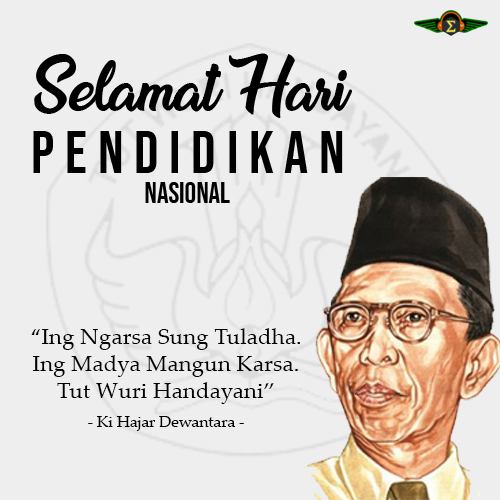 Selamat Hari
PENDIDIKAN
NASIONAL
“Ing Ngarsa Sung Tuladha.
Ing Madya Mangun Karsa.
Tut Wuri Handayani”
- Ki Hajar Dewantara -
Σ